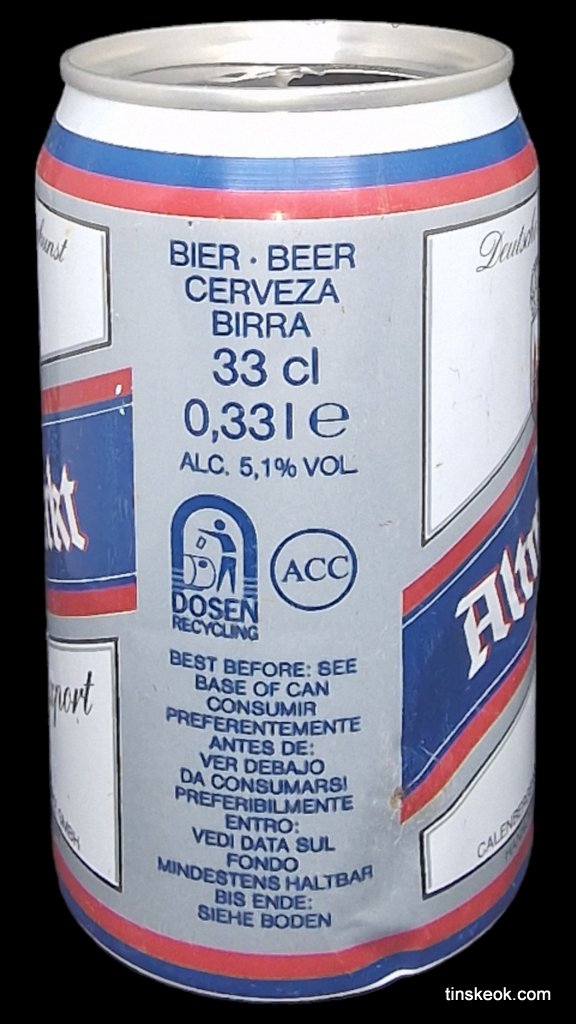 BIER · BEER
CERVEZA
BIRRA
33 cl
0,33 l e
ALC. 5,1% VOL
DOSEN
RECYCLING
ACC
BEST BEFORE: SEE
BASE OF CAN
CONSUMIR
PREFERENTEMENTE
ANTES DE:
VER DEBAJO
DA CONSUMARSI
PREFERIBILMENTE
ENTRO:
VEDI DATA SUL
FONDO
MINDESTENS HALTBAR
BIS ENDE:
SIEHE BODEN
tinskeok.com